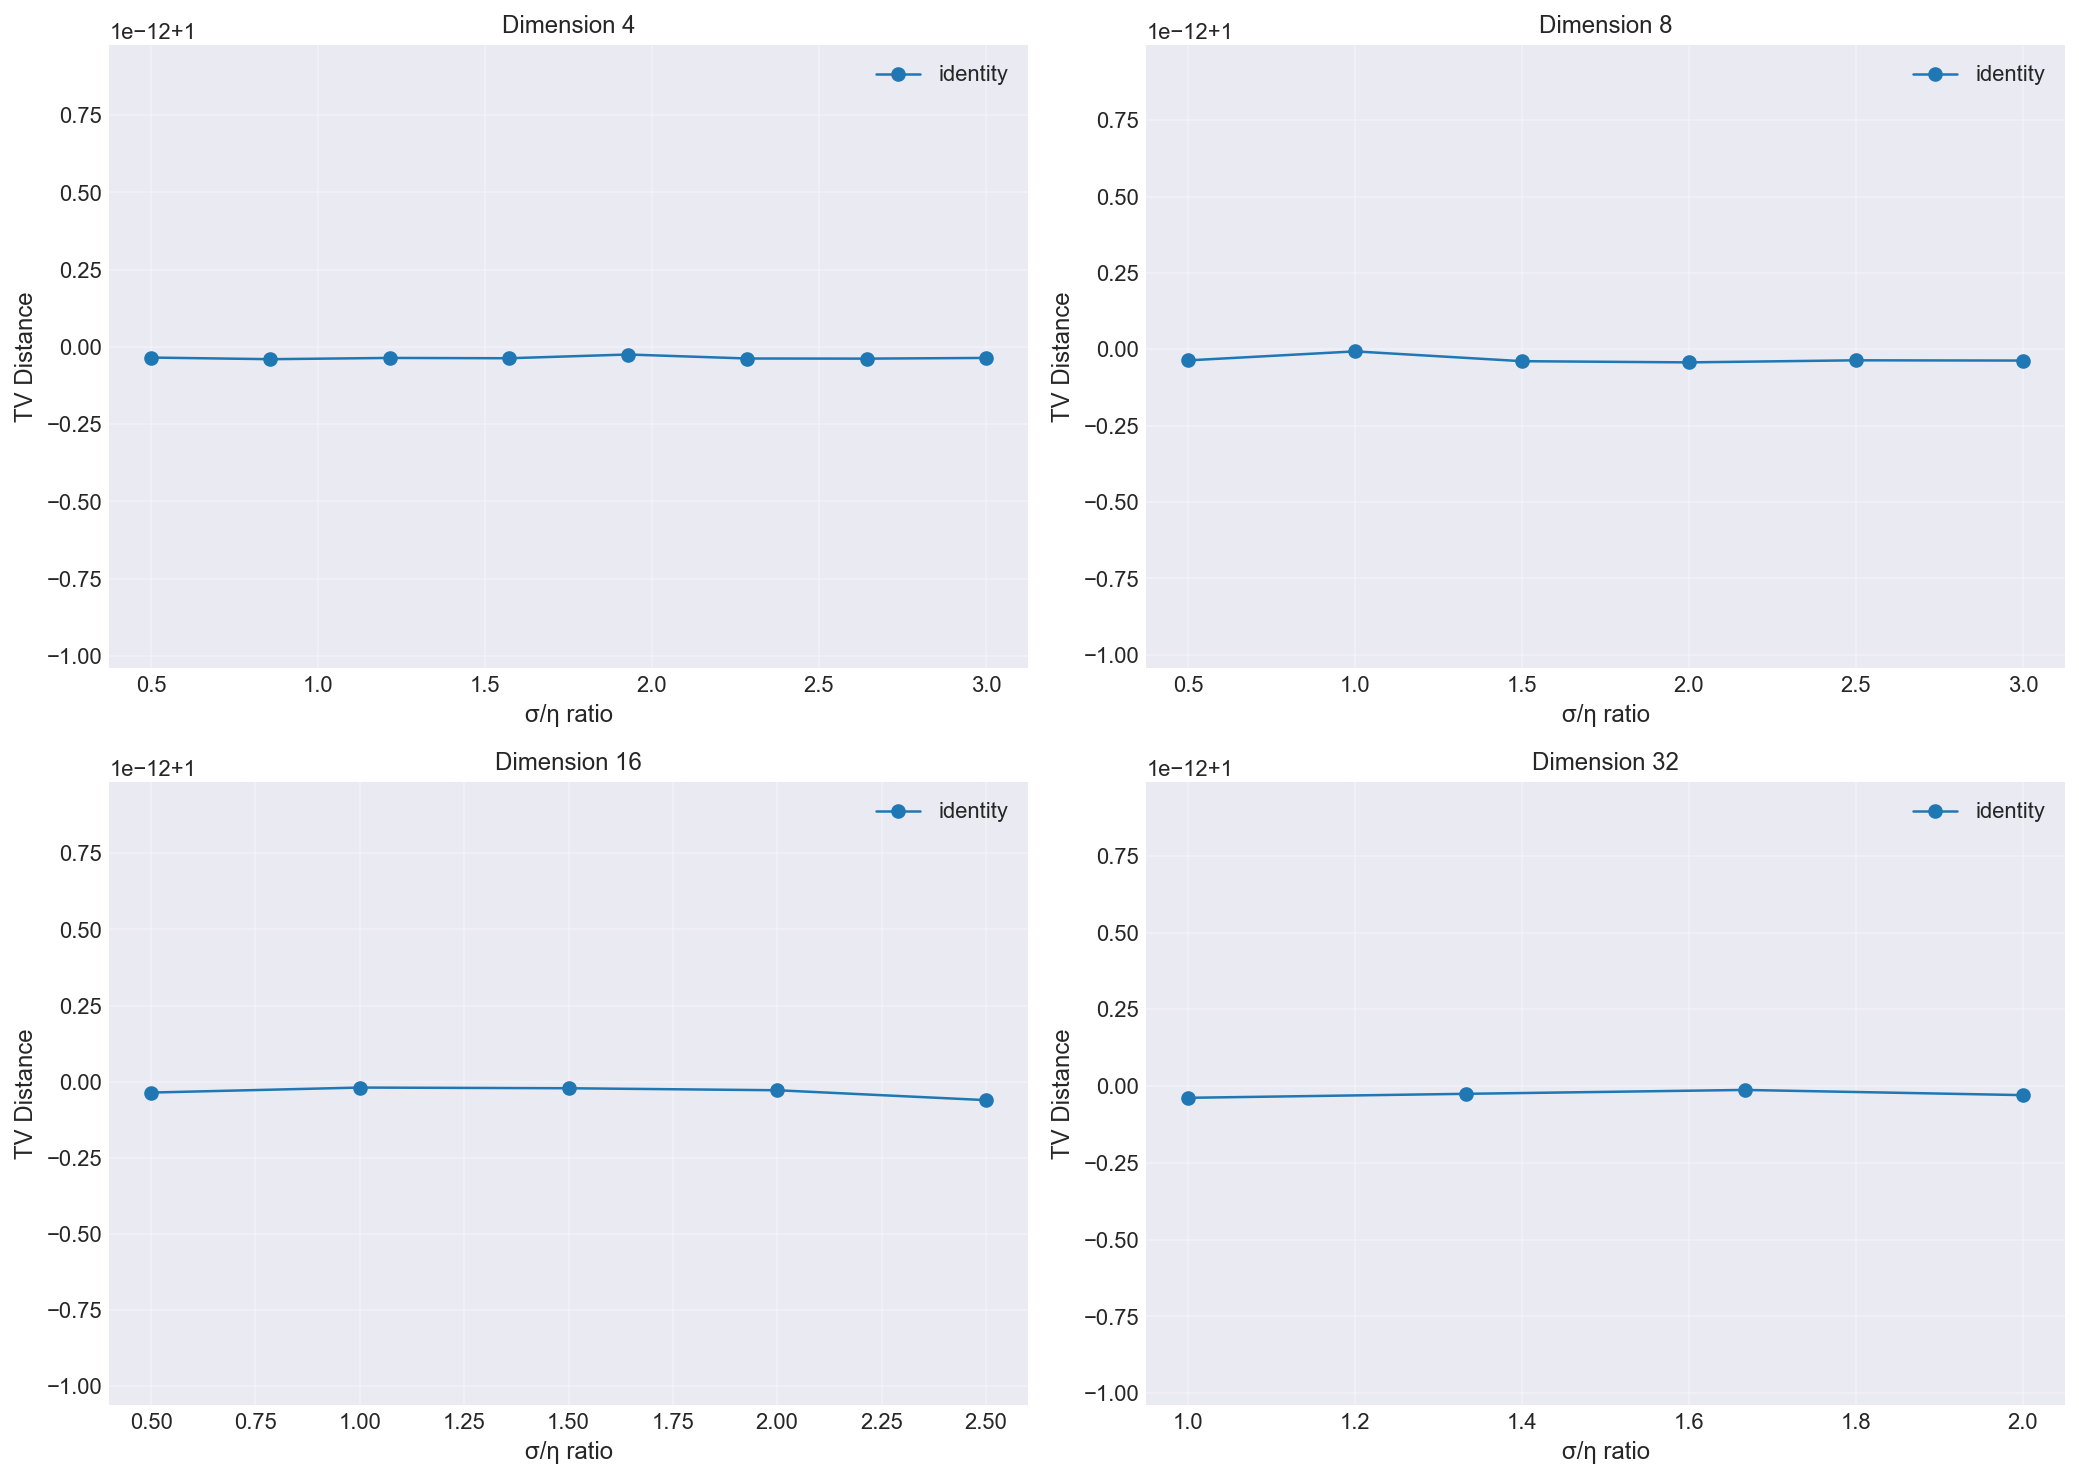 Dimension 4
1e−12+1
identity
0.75
0.50
0.25
0.00
−0.25
−0.50
−0.75
−1.00
TV Distance
0.5 1.0 1.5 2.0 2.5 3.0
σ/η ratio
Dimension 8
1e−12+1
identity
0.75
0.50
0.25
0.00
−0.25
−0.50
−0.75
−1.00
TV Distance
0.5 1.0 1.5 2.0 2.5 3.0
σ/η ratio
Dimension 16
1e−12+1
identity
0.75
0.50
0.25
0.00
−0.25
−0.50
−0.75
−1.00
TV Distance
0.50 0.75 1.00 1.25 1.50 1.75 2.00 2.25 2.50
σ/η ratio
Dimension 32
1e−12+1
identity
0.75
0.50
0.25
0.00
−0.25
−0.50
−0.75
−1.00
TV Distance
1.0 1.2 1.4 1.6 1.8 2.0
σ/η ratio